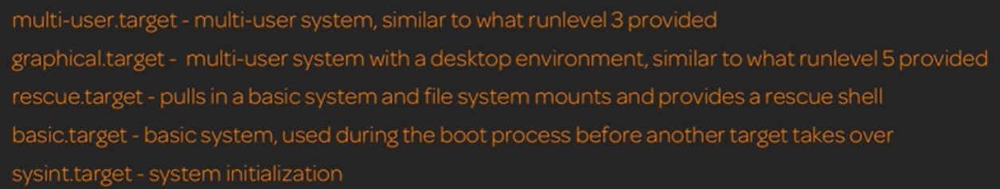 multi-user.target - multi-user system, similar to what runlevel 3 provided
graphical.target - multi-user system with a desktop environment, similar to what runlevel 5 provided
rescue.target - pulls in a basic system and file system mounts and provides a rescue shell
basic.target - basic system, used during the boot process before another target takes over
sysint.target - system initialization